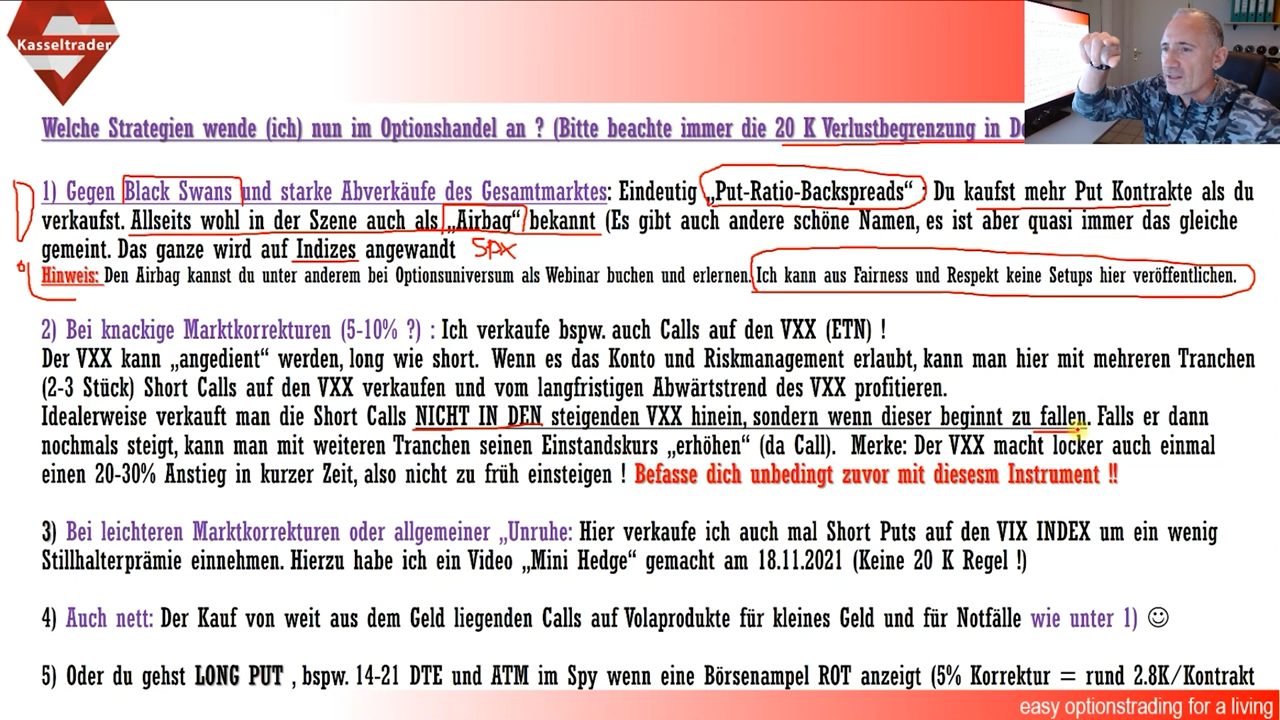 Kasseltrader
Welche Strategien wende (ich) nun im Optionshandel an ? (Bitte beachte immer die 20 K Verlustbegrenzung in
1) Gegen Black Swans und starke Abverkäufe des Gesamtmarktes: Eindeutig „Put-Ratio-Backspreads“ Du kaufst mehr Put Kontrakte als du
verkaufst. Allseits wohl in der Szene auch als „Airbag“ bekannt (Es gibt auch andere schöne Namen, es ist aber quasi immer das gleiche
gemeint. Das ganze wird auf Indizes angewandt SPX
Hinweis: Den Airbag kannst du unter anderem bei Optionsuniversum als Webinar buchen und erlernen. Ich kann aus Fairness und Respekt keine Setups hier veröffentlichen.
2) Bei knackige Marktkorrekturen (5-10% ?) : Ich verkaufe bspw. auch Calls auf den VXX (ETN) !
Der VXX kann „angedient“ werden, long wie short. Wenn es das Konto und Riskmanagement erlaubt, kann man hier mit mehreren Tranchen
(2-3 Stück) Short Calls auf den VXX verkaufen und vom langfristigen Abwärtstrend des VXX profitieren.
Idealerweise verkauft man die Short Calls NICHT IN DEN steigenden VXX hinein, sondern wenn dieser beginnt zu fallen. Falls er dann
nochmals steigt, kann man mit weiteren Tranchen seinen Einstandskurs „erhöhen“ (da Call). Merke: Der VXX macht locker auch einmal
einen 20-30% Anstieg in kurzer Zeit, also nicht zu früh einsteigen ! Befasse dich unbedingt zuvor mit diesesm Instrument !!
3) Bei leichteren Marktkorrekturen oder allgemeiner „Unruhe: Hier verkaufe ich auch mal Short Puts auf den VIX INDEX um ein wenig
Stillhalterprämie einnehmen. Hierzu habe ich ein Video „Mini Hedge“ gemacht am 18.11.2021 (Keine 20 K Regel !)
4) Auch nett: Der Kauf von weit aus dem Geld liegenden Calls auf Volaprodukte für kleines Geld und für Notfälle wie unter 1) ☺
5) Oder du gehst LONG PUT , bspw. 14-21 DTE und ATM im Spy wenn eine Börsenampel ROT anzeigt (5% Korrektur = rund 2.8K/Kontrakt
easy optionstrading for a living